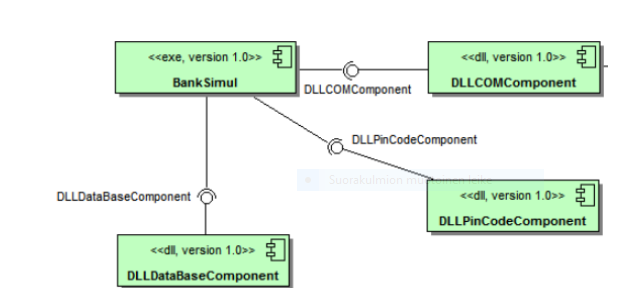 <<exe, version 1.0>>
BankSimul
<<dll, version 1.0>>
DLLCOMComponent
DLLCOMComponent
DLLPinCodeComponent
Suorakulmion
<<dll, version 1.0>>
DLLPinCodeComponent
DLLDataBaseComponent
<<dll, version 1.0>>
DLLDataBaseComponent